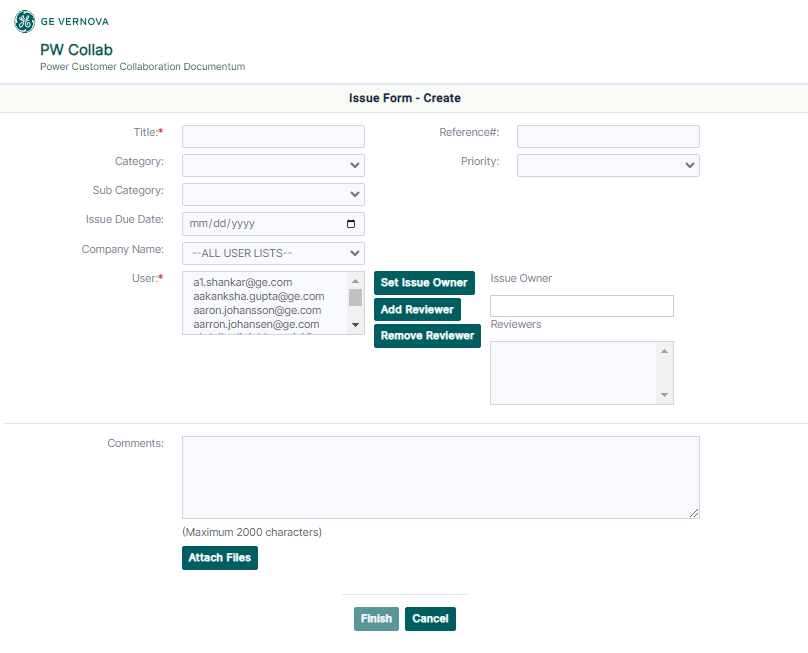 GE VERNOVA
PW Collab
Power Customer Collaboration Documentum
Issue Form - Create
Title:* Reference#:
Category: Priority:
Sub Category:
Issue Due Date: mm/dd/yyyy
Company Name: --ALL USER LISTS--
User:* a1.shankar@ge.com Set Issue Owner Issue Owner
aakanksha.gupta@ge.com
aaron.johansson@ge.com Add Reviewer
aarron.johansen@ge.com Reviewers
Remove Reviewer
Comments:
(Maximum 2000 characters)
Attach Files
Finish Cancel